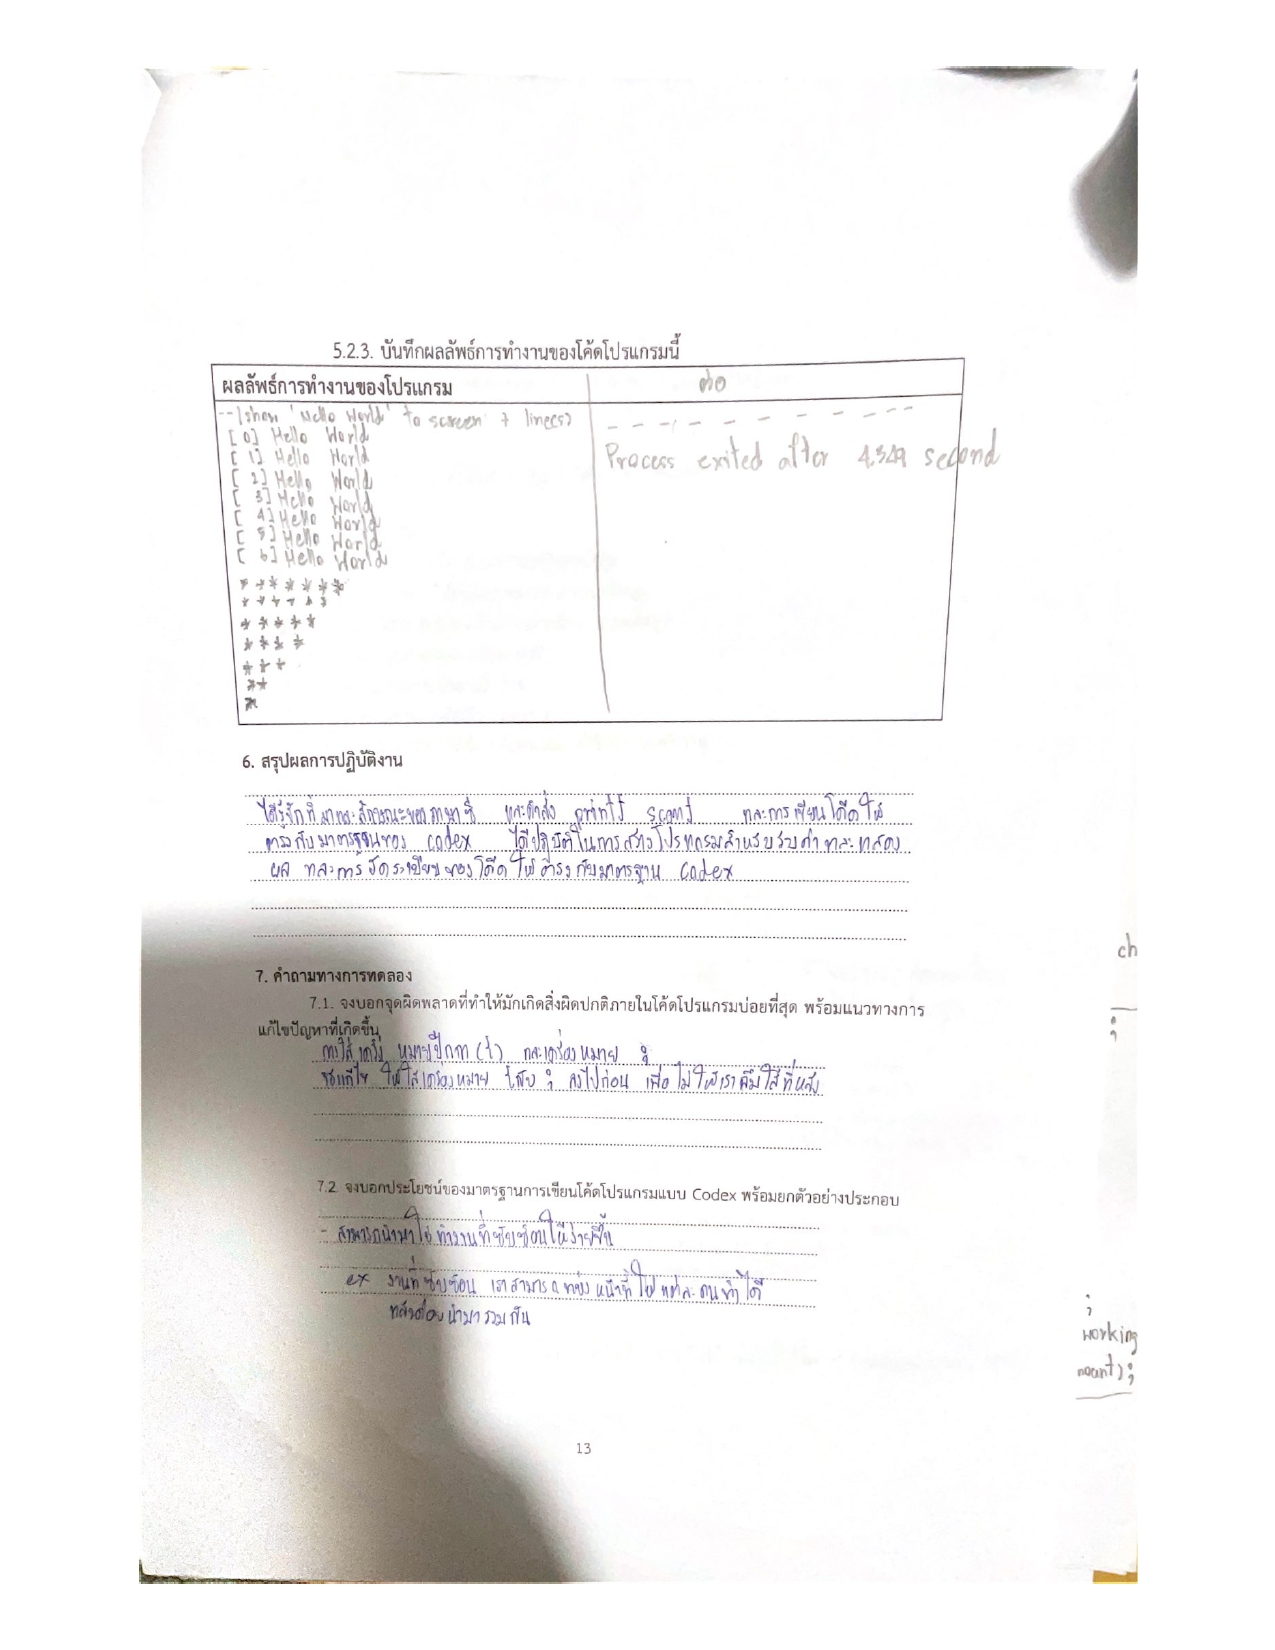 5.2.3. บันทึกผลลัพธ์การทำงานของโค้ดโปรแกรมนี้
ผลลัพธ์การทำงานของโปรแกรม
ต่อ
--|show 'Hello World' to screen 7 line(s)
[ 0] Hello World
[ 1] Hello World
[ 2] Hello World
[ 3] Hello World
[ 4] Hello World
[ 5] Hello World
[ 6] Hello World
*******
******
*****
****
***
**
*
- - - - - - - - - -
Process exited after 4.349 second
6. สรุปผลการปฏิบัติงาน
ได้รู้จักที่มาและลักษณะของภาษาซี และคำสั่ง printf scanf และการเขียนโค๊ดให้
ตรงกับมาตรฐานของ codex ได้ปฏิบัติในการสร้างโปรแกรมสำหรับรับค่าและแสดง
ผล และการจัดระเบียบของโค๊ดให้ตรงกับมาตรฐาน codex
7. คำถามทางการทดลอง
7.1. จงบอกจุดผิดพลาดที่ทำให้มักเกิดสิ่งผิดปกติภายในโค้ดโปรแกรมบ่อยที่สุด พร้อมแนวทางการ
แก้ไขปัญหาที่เกิดขึ้น
การใส่เครื่องหมายปีกกา({) และเครื่องหมาย ;
วิธีแก้ไข ให้ใส่เครื่องหมาย ; ลงไปก่อน เพื่อไม่ให้เราลืมใส่ทีหลัง
7.2. จงบอกประโยชน์ของมาตรฐานการเขียนโค้ดโปรแกรมแบบ Codex พร้อมยกตัวอย่างประกอบ
- สามารถนำมาใช้ทำงานที่ซับซ้อนให้ง่ายขึ้น
ex งานที่ซับซ้อน เราสามารถแบ่งหน้าที่ให้แต่ละคนทำได้
แล้วค่อยนำมารวมกัน
ch
;
;
working
mount);
13